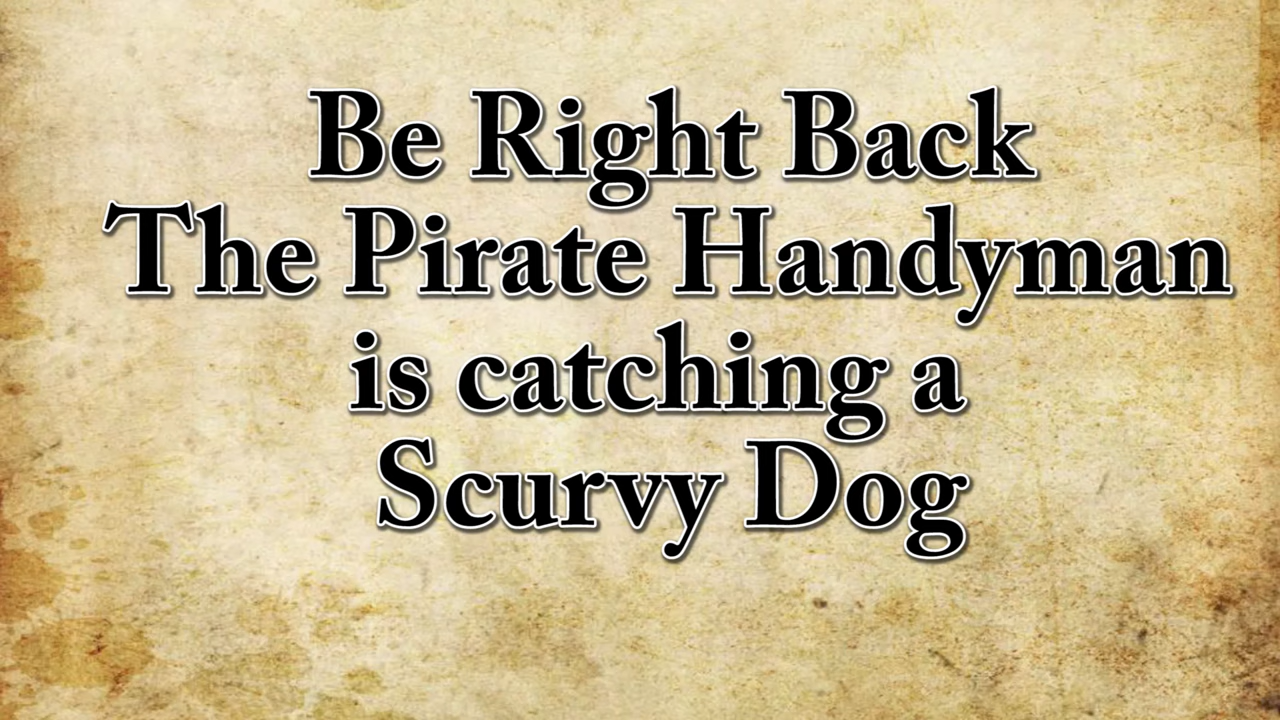 Be Right Back
The Pirate Handyman
is catching a
Scurvy Dog